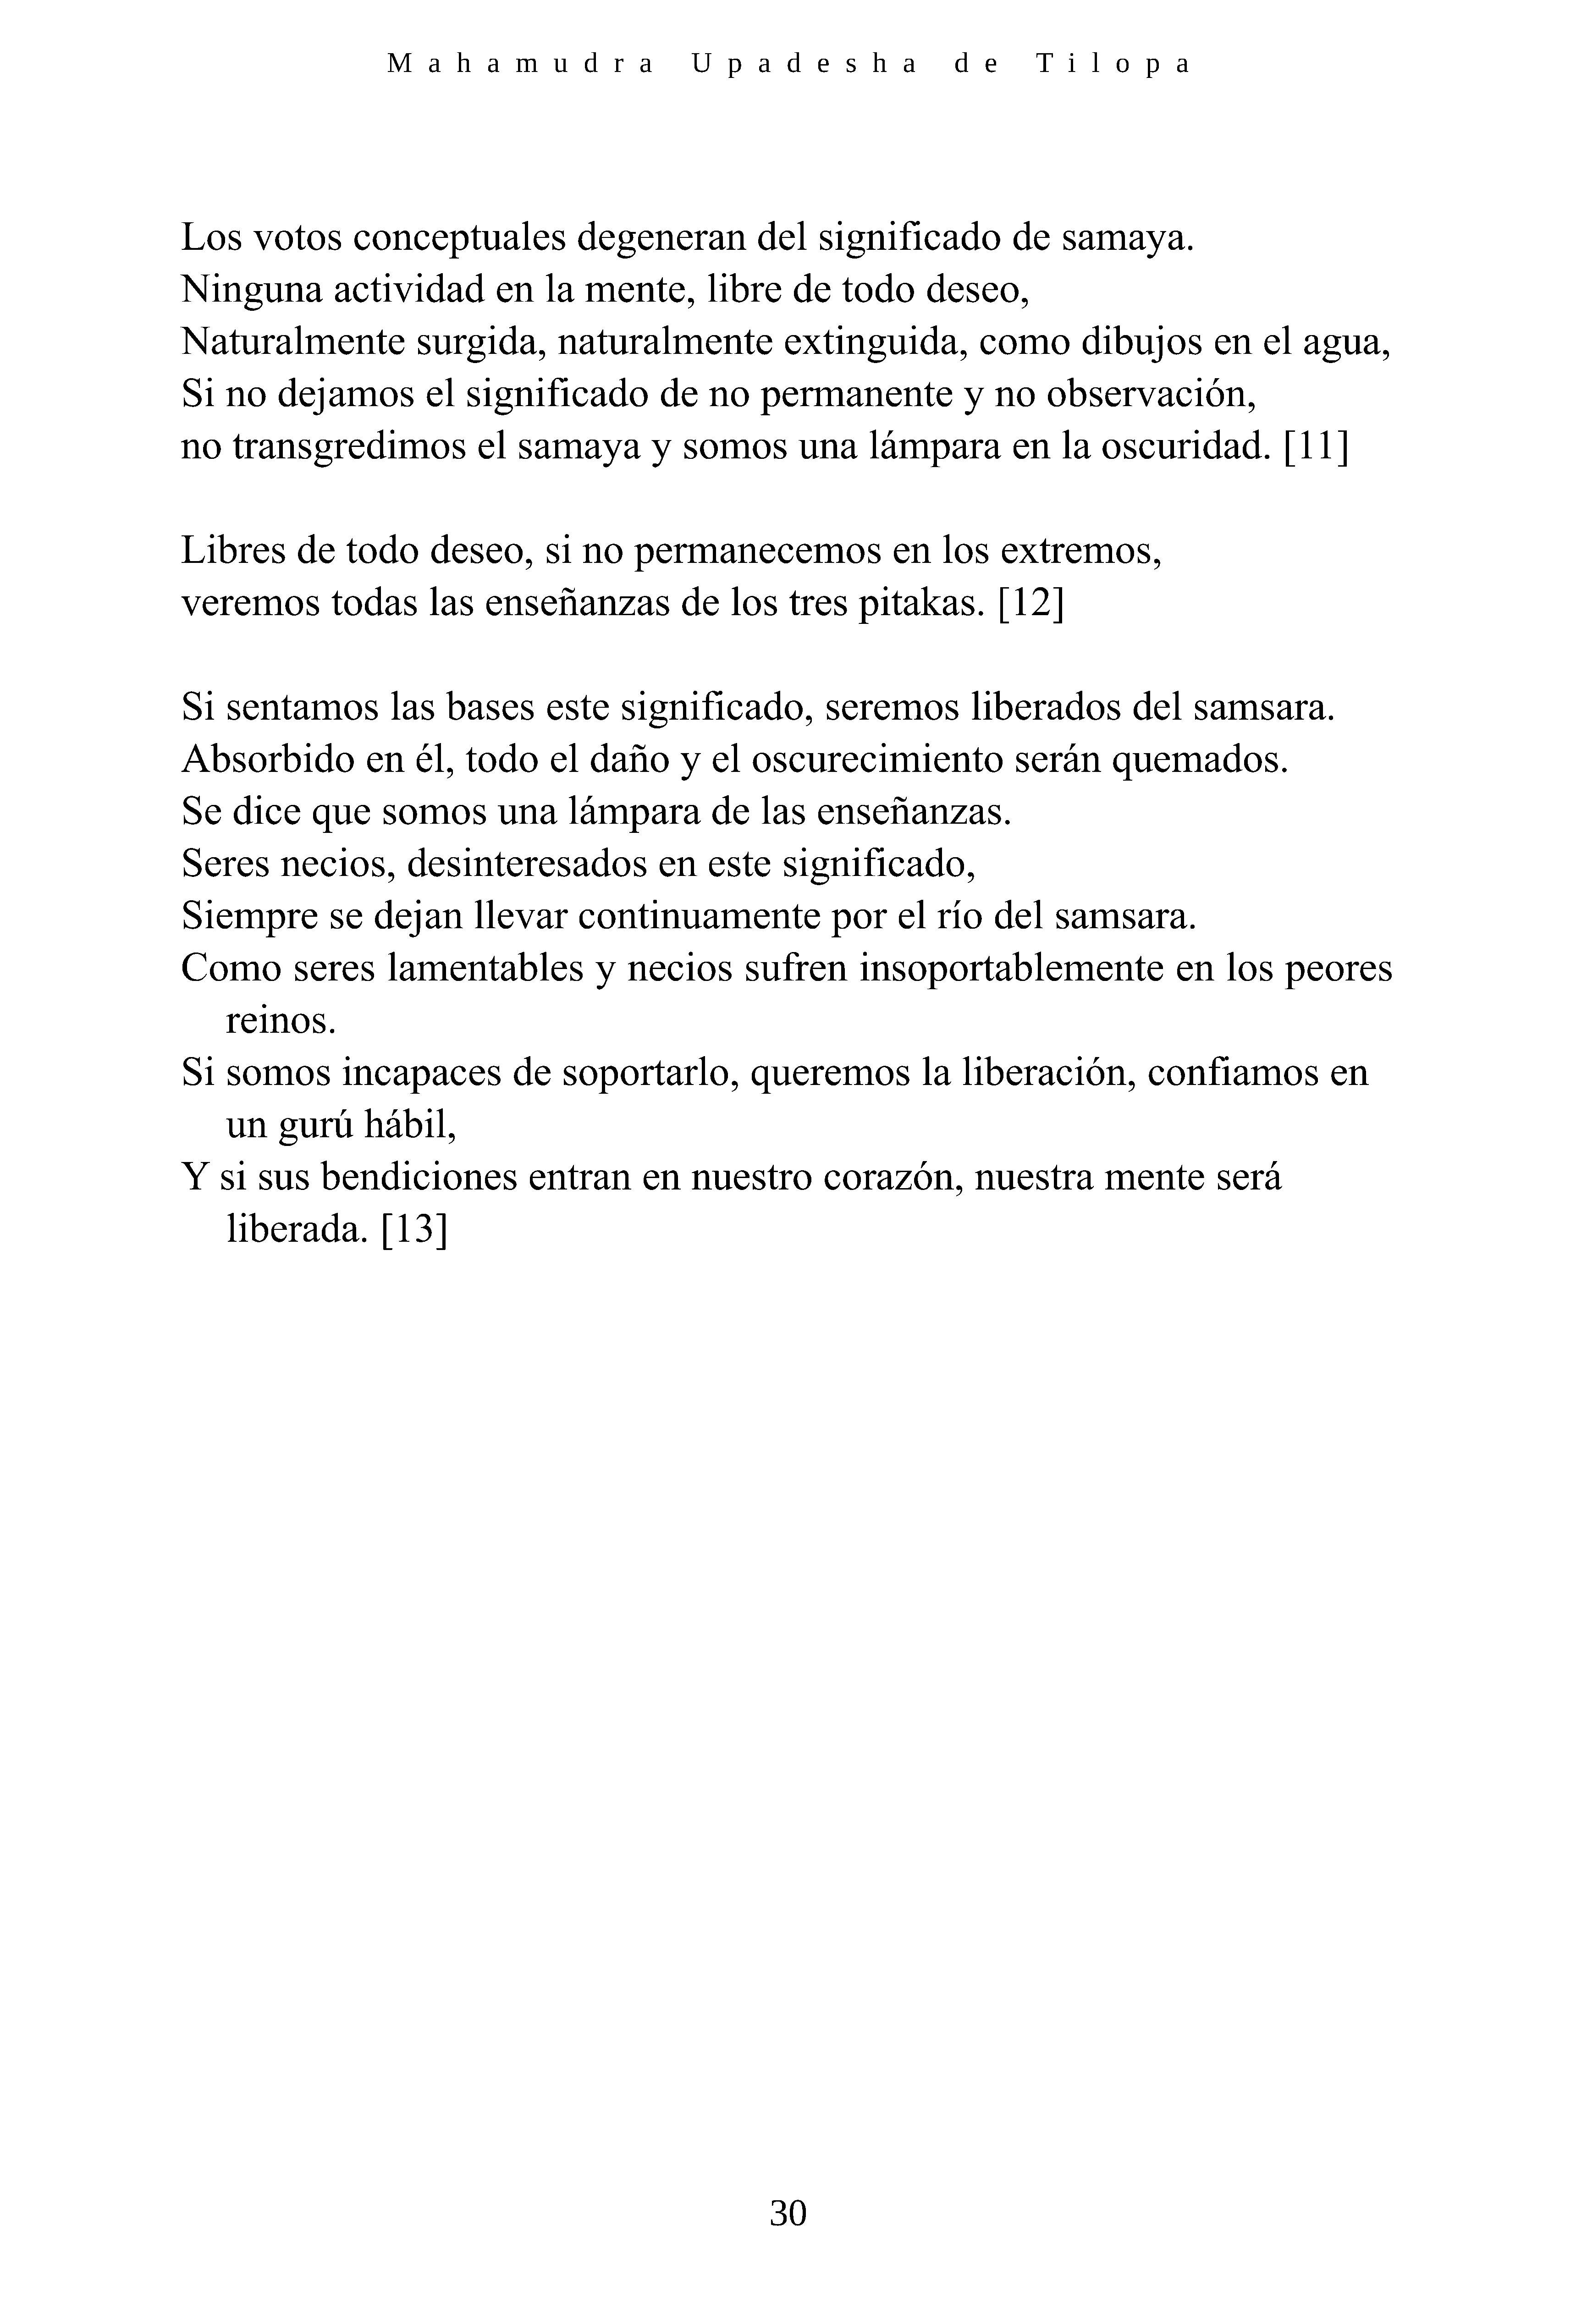 Mahamudra Upadesha de Tilopa
Los votos conceptuales degeneran del significado de samaya.
Ninguna actividad en la mente, libre de todo deseo,
Naturalmente surgida, naturalmente extinguida, como dibujos en el agua,
Si no dejamos el significado de no permanente y no observación,
no transgredimos el samaya y somos una lámpara en la oscuridad. [11]
Libres de todo deseo, si no permanecemos en los extremos,
veremos todas las enseñanzas de los tres pitakas. [12]
Si sentamos las bases este significado, seremos liberados del samsara.
Absorbido en él, todo el daño y el oscurecimiento serán quemados.
Se dice que somos una lámpara de las enseñanzas.
Seres necios, desinteresados en este significado,
Siempre se dejan llevar continuamente por el río del samsara.
Como seres lamentables y necios sufren insoportablemente en los peores
reinos.
Si somos incapaces de soportarlo, queremos la liberación, confiamos en
un gurú hábil,
Y si sus bendiciones entran en nuestro corazón, nuestra mente será
liberada. [13]
30